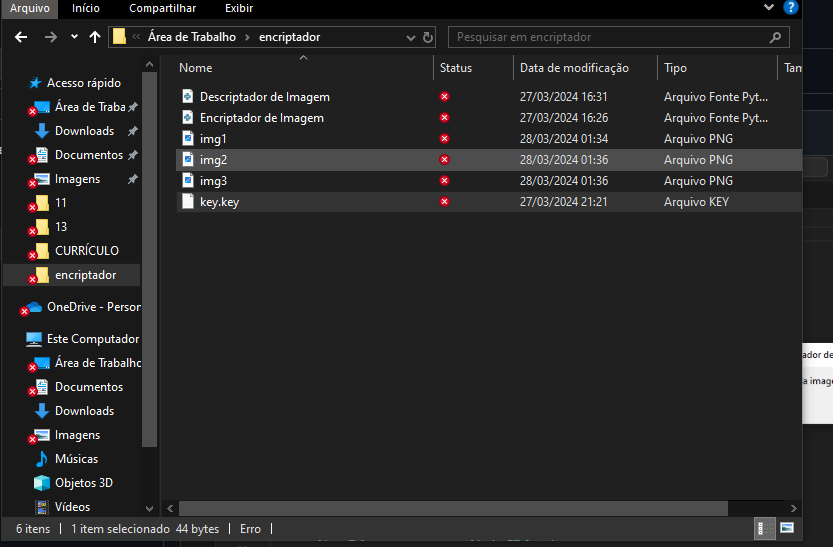 Arquivo Início Compartilhar Exibir
Área de Trabalho encriptador
Pesquisar em encriptador
Nome Status Data de modificação Tipo Tam
Acesso rápido
Área de Traba
Downloads
Documentos
Imagens
11
13
CURRÍCULO
encriptador
OneDrive - Person
Este Computador
Área de Trabalho
Documentos
Downloads
Imagens
Músicas
Objetos 3D
Vídeos
Descriptador de Imagem 27/03/2024 16:31 Arquivo Fonte Pyt...
Encriptador de Imagem 27/03/2024 16:26 Arquivo Fonte Pyt...
img1 28/03/2024 01:34 Arquivo PNG
img2 28/03/2024 01:36 Arquivo PNG
img3 28/03/2024 01:36 Arquivo PNG
key.key 27/03/2024 21:21 Arquivo KEY
ador de
a image
6 itens 1 item selecionado 44 bytes Erro